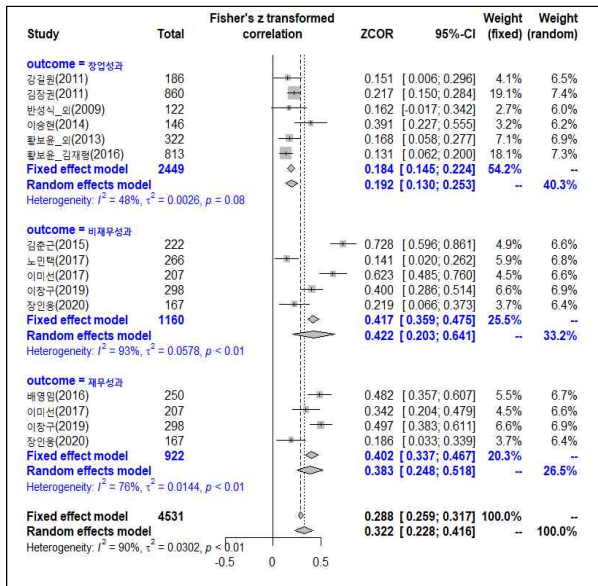 Fisher's z transformed Weight Weight
Study Total correlation ZCOR 95%-CI (fixed) (random)
outcome = 창업성과
강길원(2011) 186 0.151 [ 0.006; 0.296] 4.1% 6.5%
김장권(2011) 860 0.217 [ 0.150; 0.284] 19.1% 7.4%
반성식_외(2009) 122 0.162 [-0.017; 0.342] 2.7% 6.0%
이승현(2014) 146 0.391 [ 0.227; 0.555] 3.2% 6.2%
황보윤_외(2013) 322 0.168 [ 0.058; 0.277] 7.1% 6.9%
황보윤_김재형(2016) 813 0.131 [ 0.062; 0.200] 18.1% 7.3%
Fixed effect model 2449 0.184 [ 0.145; 0.224] 54.2% --
Random effects model 0.192 [ 0.130; 0.253] -- 40.3%
Heterogeneity: I² = 48%, τ² = 0.0026, p = 0.08
outcome = 비재무성과
김춘근(2015) 222 0.728 [ 0.596; 0.861] 4.9% 6.6%
노민택(2017) 266 0.141 [ 0.020; 0.262] 5.9% 6.8%
이미선(2017) 207 0.623 [ 0.485; 0.760] 4.5% 6.6%
이창구(2019) 298 0.400 [ 0.286; 0.514] 6.6% 6.9%
장인웅(2020) 167 0.219 [ 0.066; 0.373] 3.7% 6.4%
Fixed effect model 1160 0.417 [ 0.359; 0.475] 25.5% --
Random effects model 0.422 [ 0.203; 0.641] -- 33.2%
Heterogeneity: I² = 93%, τ² = 0.0578, p < 0.01
outcome = 재무성과
배영임(2016) 250 0.482 [ 0.357; 0.607] 5.5% 6.7%
이미선(2017) 207 0.342 [ 0.204; 0.479] 4.5% 6.6%
이창구(2019) 298 0.497 [ 0.383; 0.611] 6.6% 6.9%
장인웅(2020) 167 0.186 [ 0.033; 0.339] 3.7% 6.4%
Fixed effect model 922 0.402 [ 0.337; 0.467] 20.3% --
Random effects model 0.383 [ 0.248; 0.518] -- 26.5%
Heterogeneity: I² = 76%, τ² = 0.0144, p < 0.01
Fixed effect model 4531 0.288 [ 0.259; 0.317] 100.0% --
Random effects model 0.322 [ 0.228; 0.416] -- 100.0%
Heterogeneity: I² = 90%, τ² = 0.0302, p < 0.01
-0.5 0 0.5